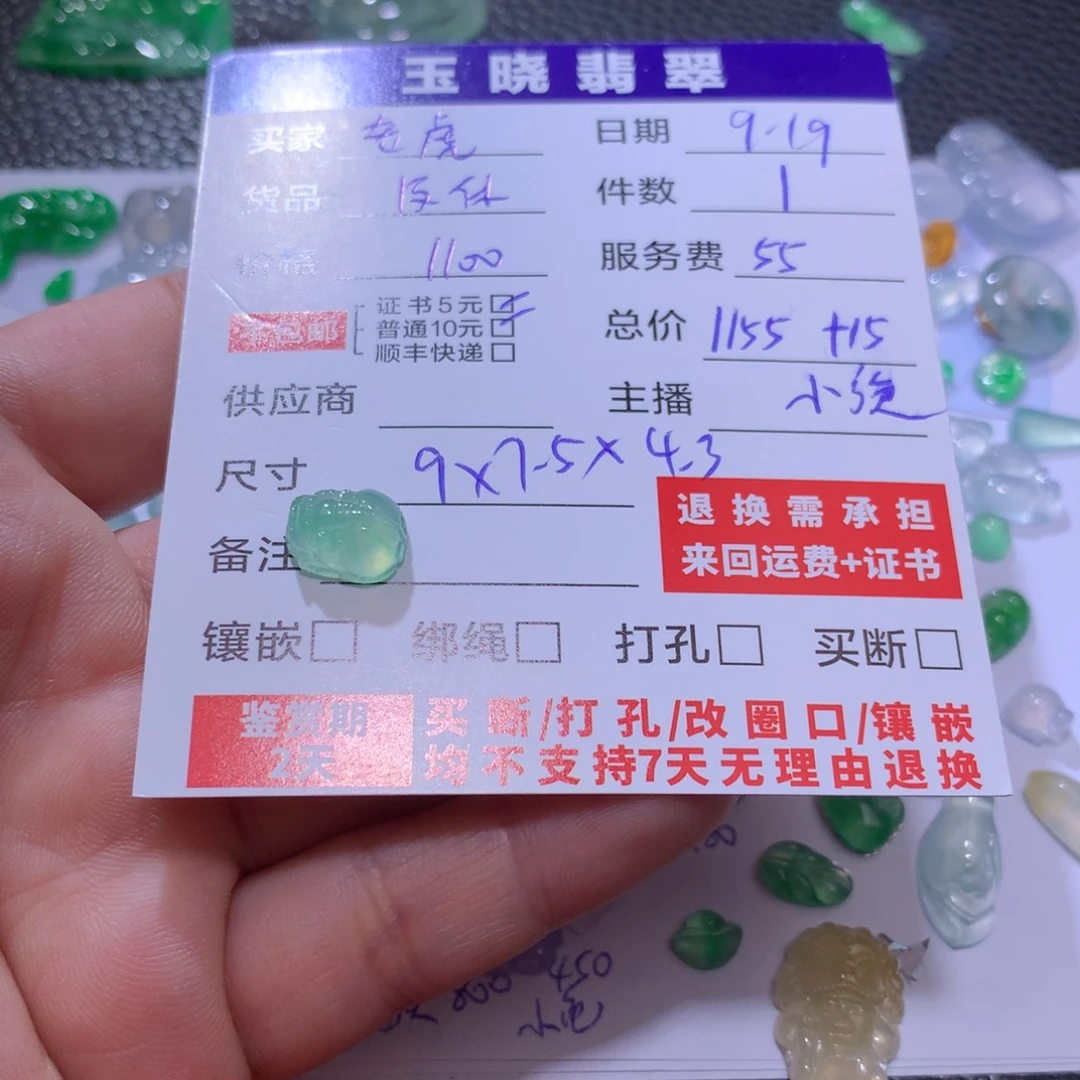 玉晓翡翠
买家 老虎 日期 9.19
货品 件数 1
价格 1100 服务费 55
不包邮 证书5元
普通10元
顺丰快递
总价 1155 +15
供应商 主播
尺寸 9x7.5x4.3
退换需承担
来回运费+证书
备注
镶嵌 绑绳 打孔 买断
鉴赏期
2天
买断/打孔/改圈口/镶嵌
均不支持7天无理由退换
450